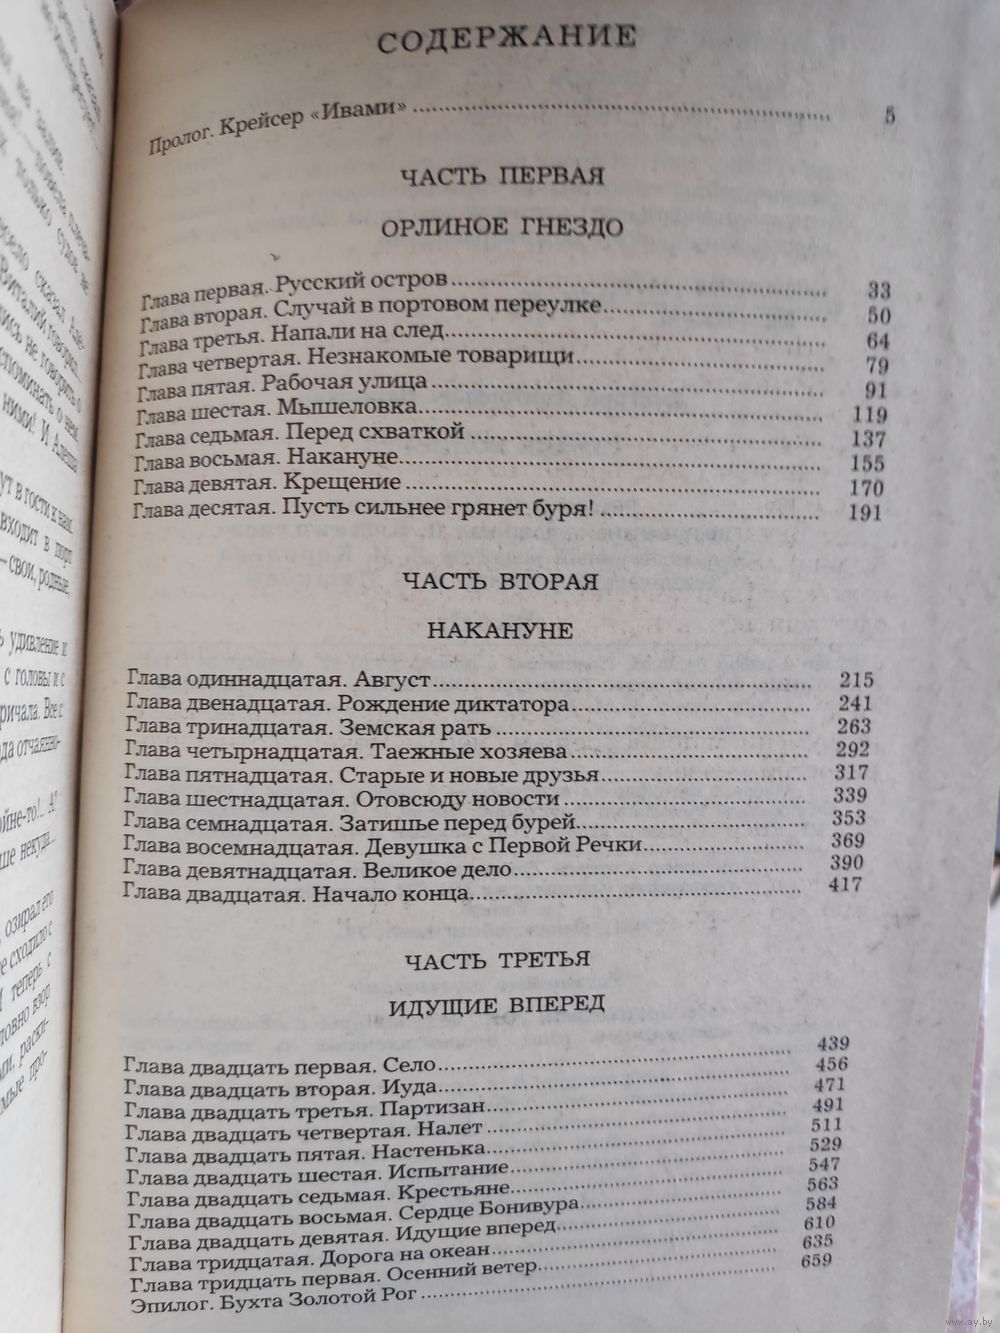 СОДЕРЖАНИЕ
Пролог. Крейсер «Ивами» 5
ЧАСТЬ ПЕРВАЯ
ОРЛИНОЕ ГНЕЗДО
Глава первая. Русский остров 33
Глава вторая. Случай в портовом переулке 50
Глава третья. Напали на след 64
Глава четвертая. Незнакомые товарищи 79
Глава пятая. Рабочая улица 91
Глава шестая. Мышеловка 119
Глава седьмая. Перед схваткой 137
Глава восьмая. Накануне 155
Глава девятая. Крещение 170
Глава десятая. Пусть сильнее грянет буря! 191
ЧАСТЬ ВТОРАЯ
НАКАНУНЕ
Глава одиннадцатая. Август 215
Глава двенадцатая. Рождение диктатора 241
Глава тринадцатая. Земская рать 263
Глава четырнадцатая. Таежные хозяева 292
Глава пятнадцатая. Старые и новые друзья 317
Глава шестнадцатая. Отовсюду новости 339
Глава семнадцатая. Затишье перед бурей 353
Глава восемнадцатая. Девушка с Первой Речки 369
Глава девятнадцатая. Великое дело 390
Глава двадцатая. Начало конца 417
ЧАСТЬ ТРЕТЬЯ
ИДУЩИЕ ВПЕРЕД
Глава двадцать первая. Село 439
Глава двадцать вторая. Иуда 456
Глава двадцать третья. Партизан 471
Глава двадцать четвертая. Налет 491
Глава двадцать пятая. Настенька 511
Глава двадцать шестая. Испытание 529
Глава двадцать седьмая. Крестьяне 547
Глава двадцать восьмая. Сердце Бонивура 563
Глава двадцать девятая. Идущие вперед 584
Глава тридцатая. Дорога на океан 610
Глава тридцать первая. Осенний ветер 635
Эпилог. Бухта Золотой Рог 659
www.ay.by